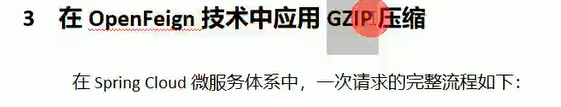 3 在 OpenFeign 技术中应用 GZIP 压缩
在 Spring Cloud 微服务体系中，一次请求的完整流程如下：